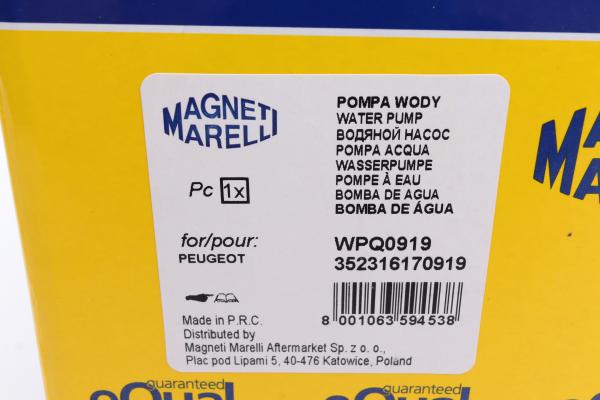 MAGNETI
MARELLI
POMPA WODY
WATER PUMP
ВОДЯНОЙ НАСОС
POMPA ACQUA
WASSERPUMPE
POMPE À EAU
BOMBA DE AGUA
BOMBA DE ÁGUA
Pc 1x
for/pour:
PEUGEOT
WPQ0919
352316170919
8 001063 594538
Made in P.R.C.
Distributed by
Magneti Marelli Aftermarket Sp. z o. o.,
Plac pod Lipami 5, 40-476 Katowice, Poland
guaranteed
eQual
guaranteed
eQual